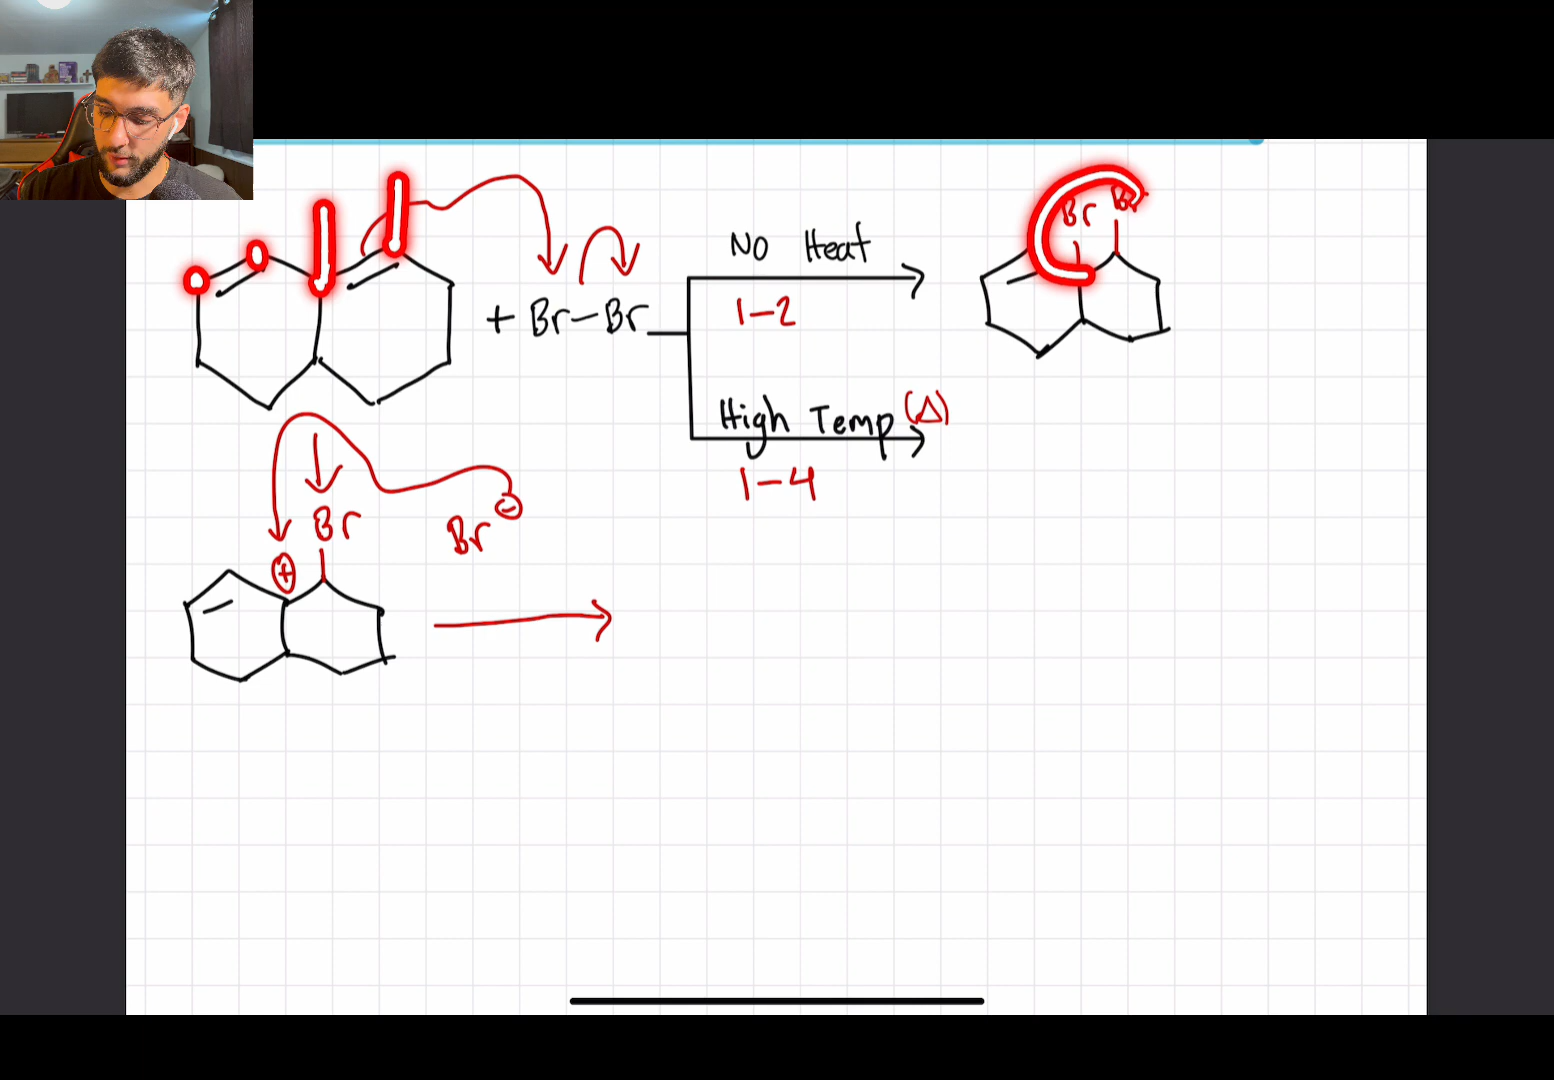 Br Br
No Heat
1-2
+ Br-Br
High Temp (Δ)
1-4
Br
Br ⊖
⊕